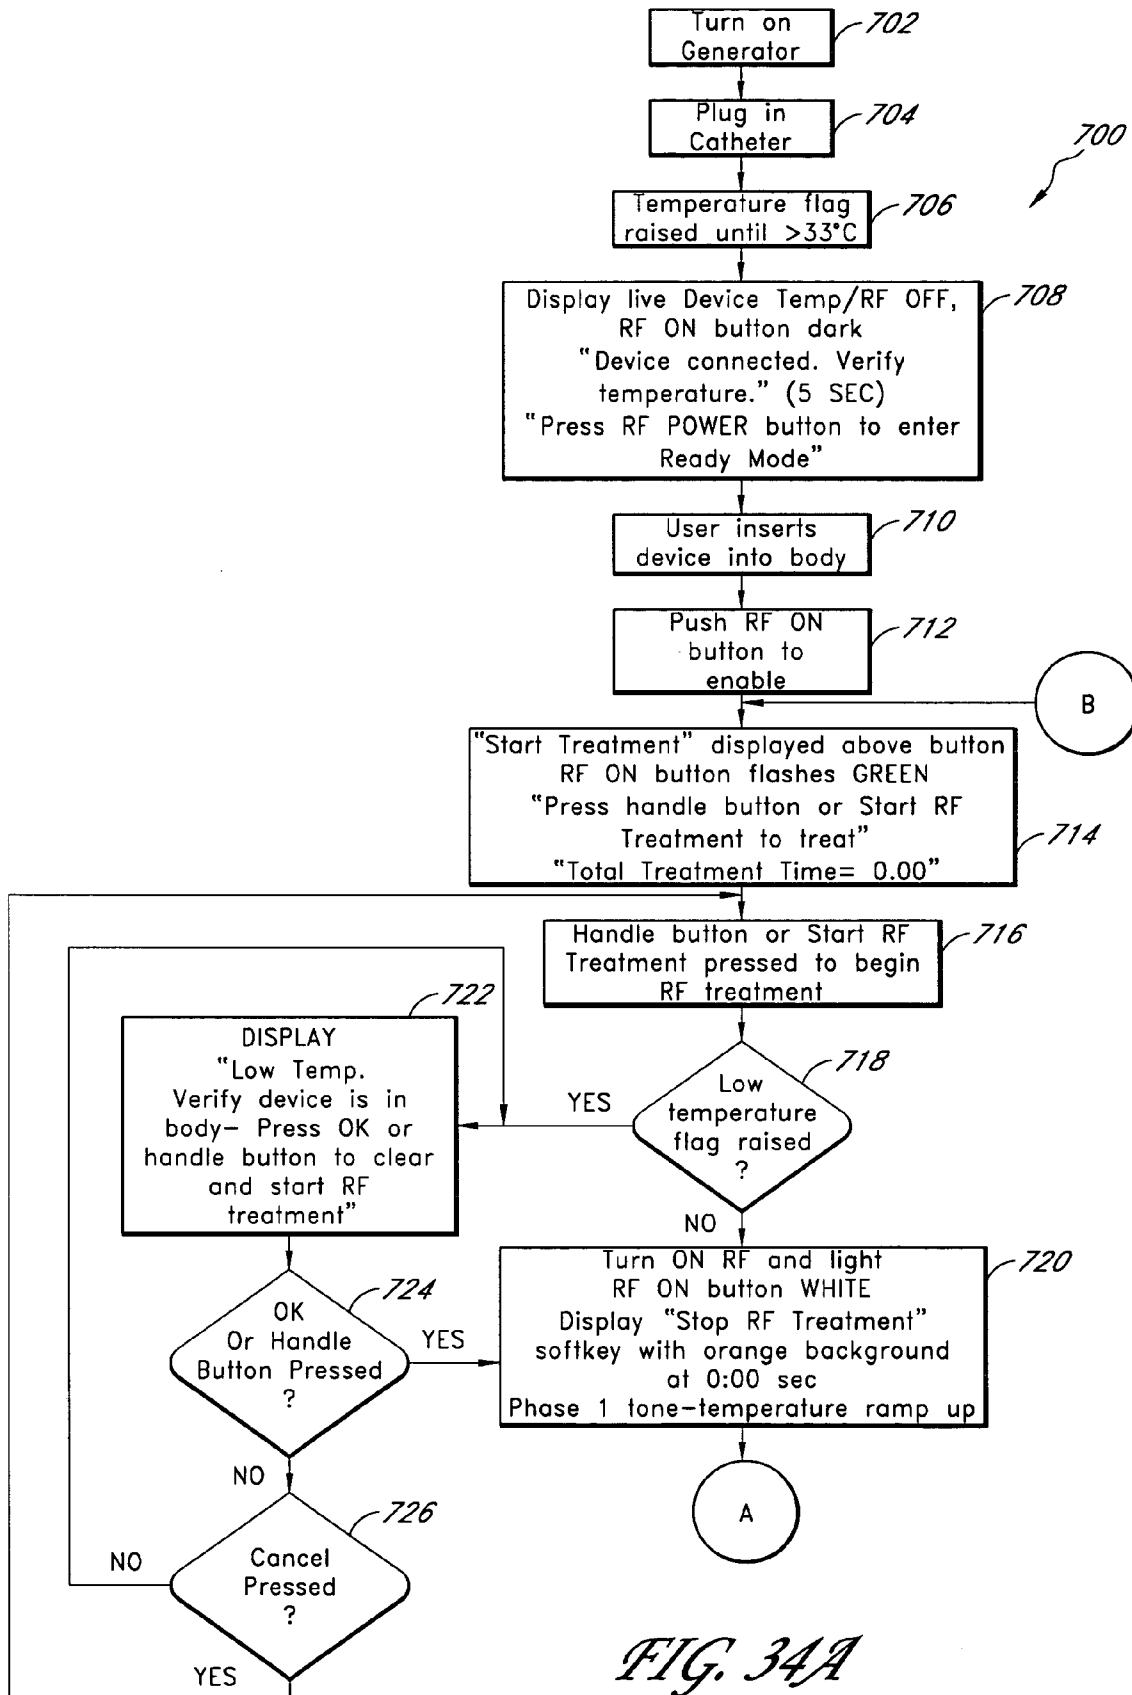 Turn on
Generator
702
Plug in
Catheter
704
700
Temperature flag
raised until >33°C
706
Display live Device Temp/RF OFF,
RF ON button dark
"Device connected. Verify
temperature." (5 SEC)
"Press RF POWER button to enter
Ready Mode"
708
User inserts
device into body
710
Push RF ON
button to
enable
712
B
"Start Treatment" displayed above button
RF ON button flashes GREEN
"Press handle button or Start RF
Treatment to treat"
"Total Treatment Time= 0.00"
714
Handle button or Start RF
Treatment pressed to begin
RF treatment
716
Low
temperature
flag raised
?
718
YES
NO
722
DISPLAY
"Low Temp.
Verify device is in
body- Press OK or
handle button to clear
and start RF
treatment"
Turn ON RF and light
RF ON button WHITE
Display "Stop RF Treatment"
softkey with orange background
at 0:00 sec
Phase 1 tone-temperature ramp up
720
OK
Or Handle
Button Pressed
?
724
YES
NO
A
Cancel
Pressed
?
726
NO
YES
FIG. 34A